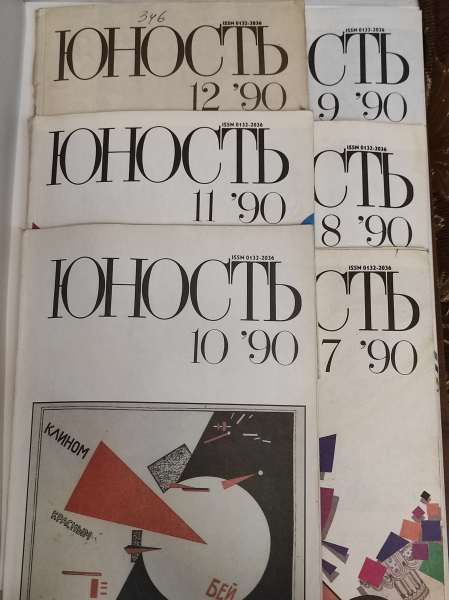 346
ISSN 0132-2036
ЮНОСТЬ
12 '90
ISSN 0132-2036
ЮНОСТЬ
11 '90
ISSN 0132-2036
ЮНОСТЬ
10 '90
КЛИНОМ
КРАСНЫМ
БЕЙ
ISSN 0132-2036
СТЬ
9 '90
ISSN 0132-2036
СТЬ
8 '90
ISSN 0132-2036
СТЬ
7 '90